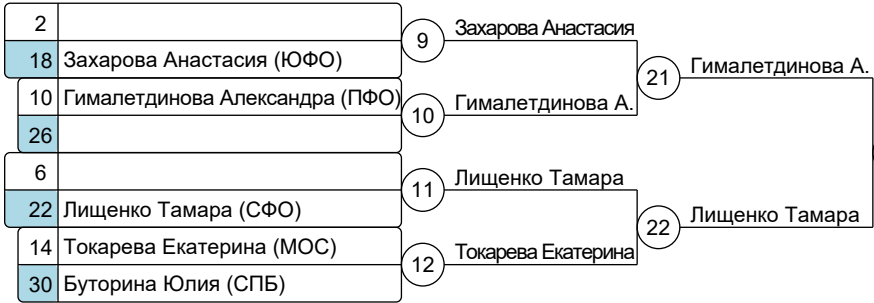 2
18 Захарова Анастасия (ЮФО)
10 Гималетдинова Александра (ПФО)
26
6
22 Лищенко Тамара (СФО)
14 Токарева Екатерина (МОС)
30 Буторина Юлия (СПБ)
9 Захарова Анастасия
10 Гималетдинова А.
11 Лищенко Тамара
12 Токарева Екатерина
21 Гималетдинова А.
22 Лищенко Тамара